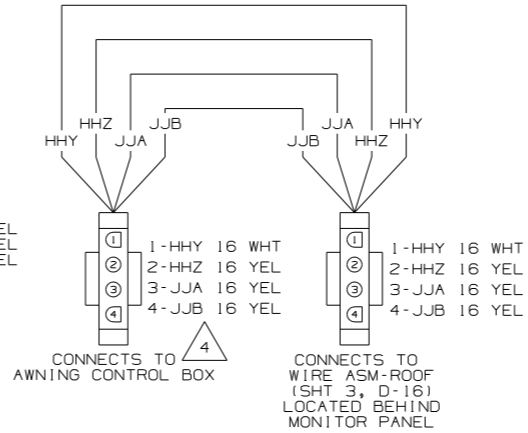 HHY HHZ JJA JJB
JJB JJA HHZ HHY
EL
EL
EL
1
2
3
4
1-HHY 16 WHT
2-HHZ 16 YEL
3-JJA 16 YEL
4-JJB 16 YEL
CONNECTS TO
AWNING CONTROL BOX
4
1
2
3
4
1-HHY 16 WHT
2-HHZ 16 YEL
3-JJA 16 YEL
4-JJB 16 YEL
CONNECTS TO
WIRE ASM-ROOF
(SHT 3, D-16)
LOCATED BEHIND
MONITOR PANEL